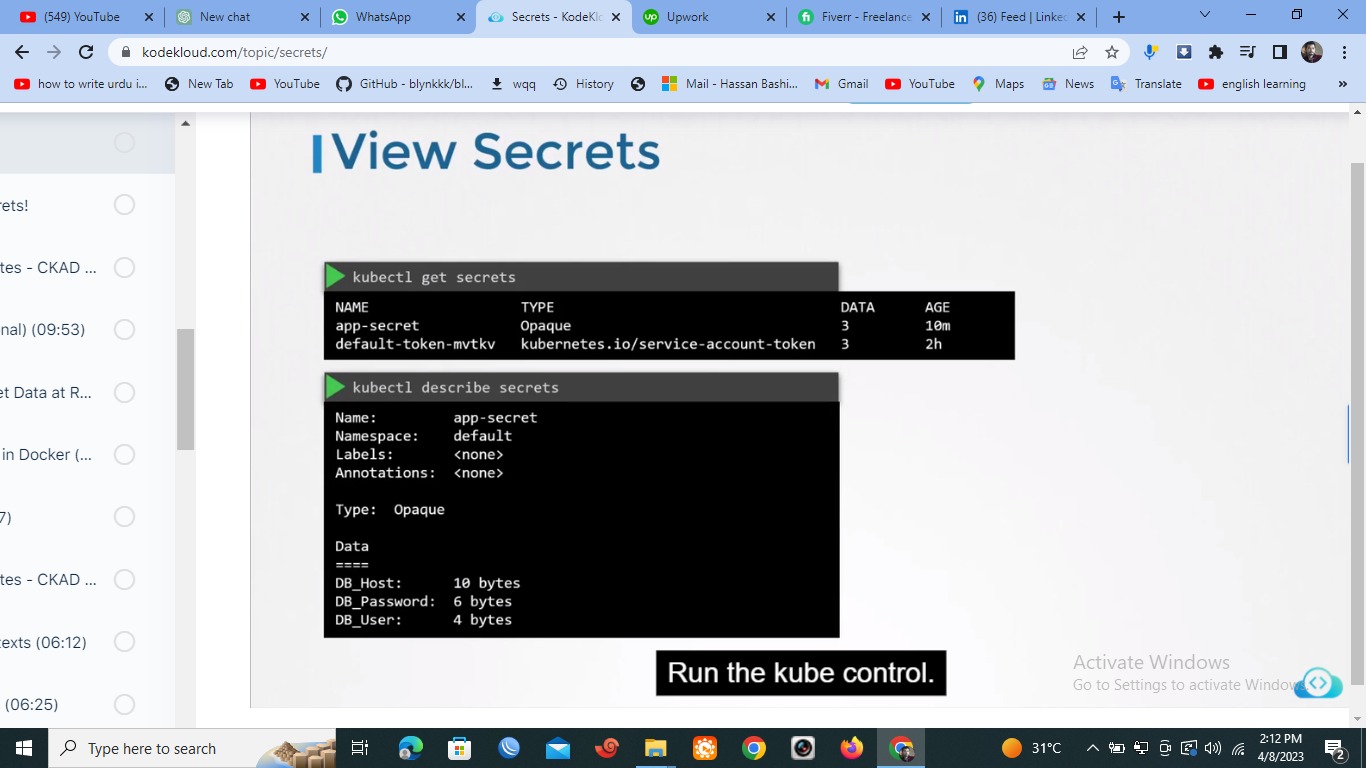 (549) YouTube
New chat
WhatsApp
Secrets - KodeKlo
Upwork
Fiverr - Freelance
(36) Feed | Linke
kodekloud.com/topic/secrets/
how to write urdu i...
New Tab
YouTube
GitHub - blynkkk/bl...
wqq
History
Mail - Hassan Bashi...
Gmail
YouTube
Maps
News
Translate
english learning
»
rets!
tes - CKAD ...
nal) (09:53)
et Data at R...
in Docker (...
7)
tes - CKAD ...
texts (06:12)
(06:25)
View Secrets
kubectl get secrets
NAME TYPE DATA AGE
app-secret Opaque 3 10m
default-token-mvtkv kubernetes.io/service-account-token 3 2h
kubectl describe secrets
Name: app-secret
Namespace: default
Labels: <none>
Annotations: <none>
Type: Opaque
Data
====
DB_Host: 10 bytes
DB_Password: 6 bytes
DB_User: 4 bytes
Run the kube control.
Activate Windows
Go to Settings to activate Windows.
Type here to search
31°C
2:12 PM
4/8/2023
2